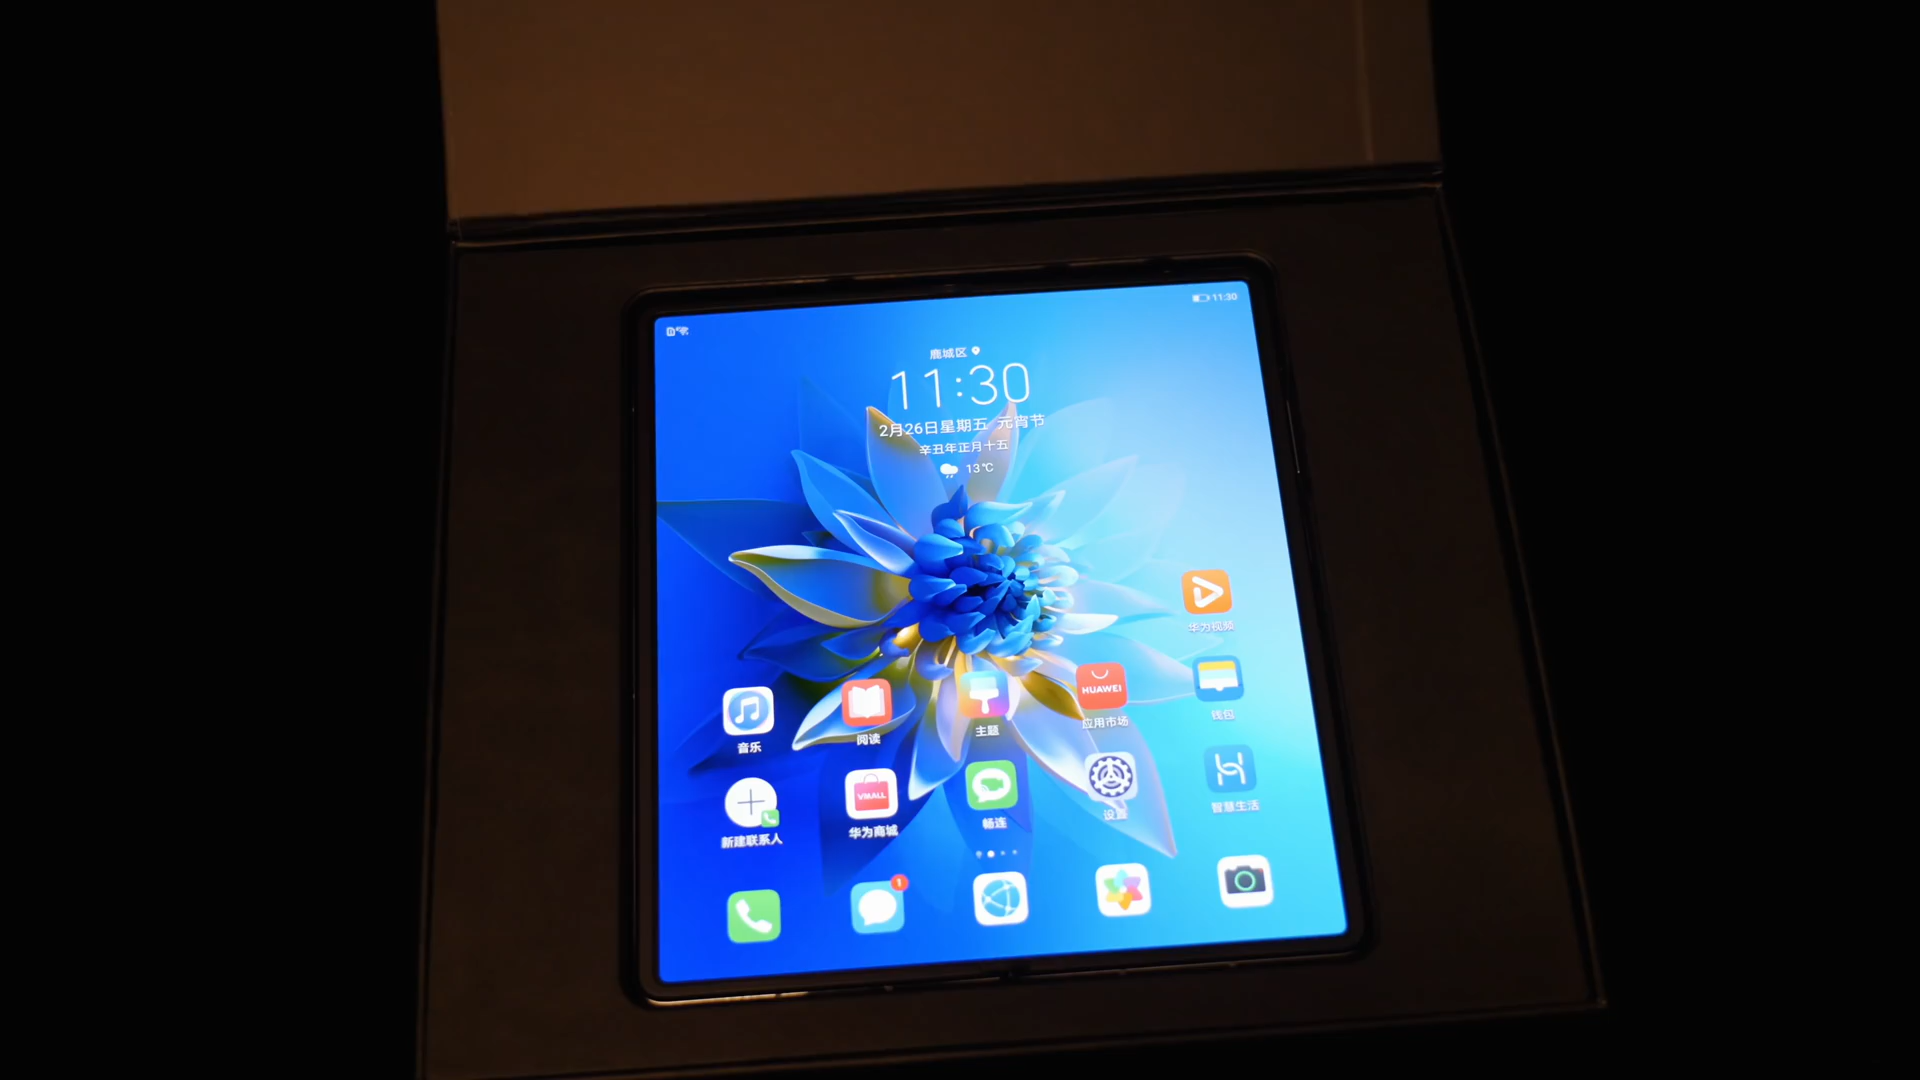 11:30
鹿城区
11:30
2月26日星期五 元宵节
辛丑年正月十五
13℃
华为视频
音乐
阅读
主题
HUAWEI
应用市场
钱包
新建联系人
VMALL
华为商城
畅连
设置
智慧生活
1